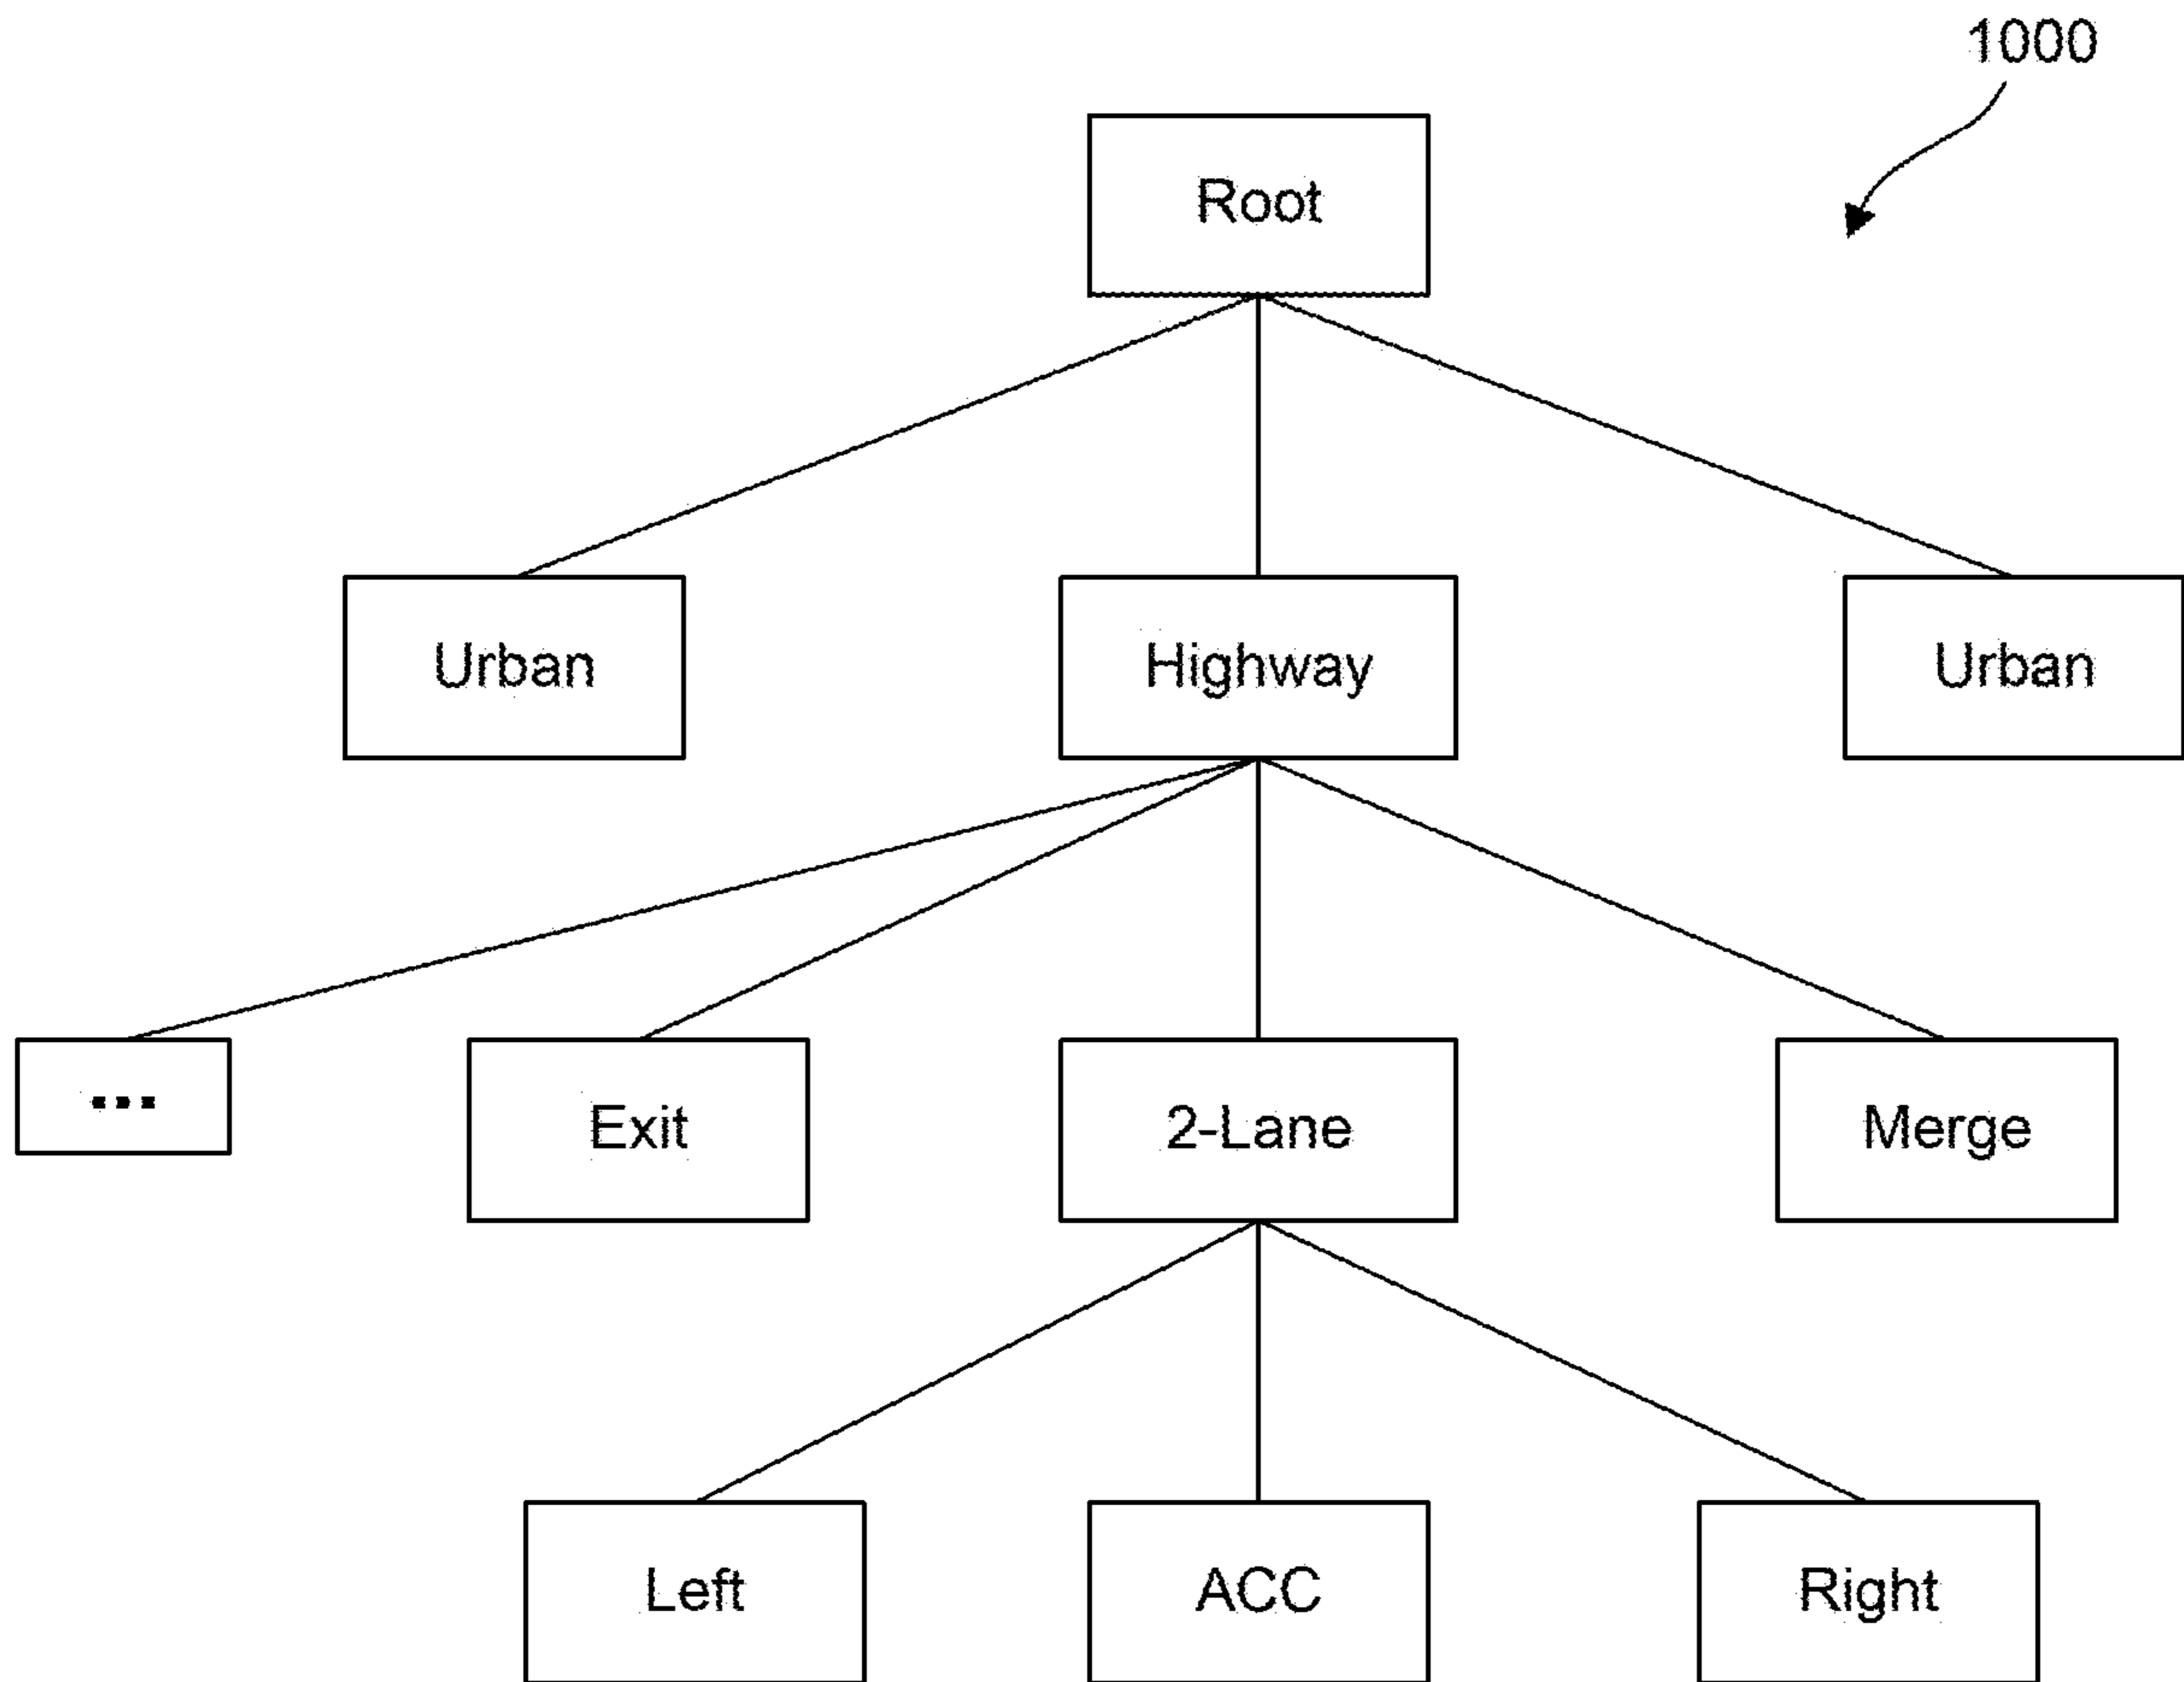 1000
Root
Urban
Highway
Urban
...
Exit
2-Lane
Merge
Left
ACC
Right